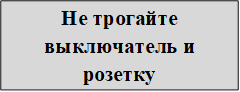 Не трогайте
выключатель и
розетку